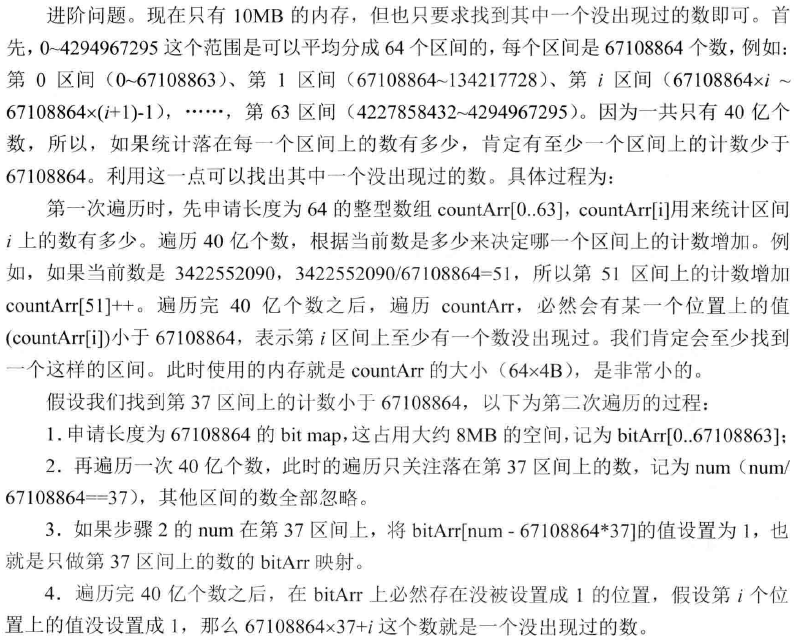 进阶问题。现在只有 10MB 的内存，但也只要求找到其中一个没出现过的数即可。首
先，0~4294967295 这个范围是可以平均分成 64 个区间的，每个区间是 67108864 个数，例如：
第 0 区间（0~67108863）、第 1 区间（67108864~134217728）、第 i 区间（67108864×i ~
67108864×(i+1)-1），……，第 63 区间（4227858432~4294967295）。因为一共只有 40 亿个
数，所以，如果统计落在每一个区间上的数有多少，肯定有至少一个区间上的计数少于
67108864。利用这一点可以找出其中一个没出现过的数。具体过程为：
第一次遍历时，先申请长度为 64 的整型数组 countArr[0..63]，countArr[i]用来统计区间
i 上的数有多少。遍历 40 亿个数，根据当前数是多少来决定哪一个区间上的计数增加。例
如，如果当前数是 3422552090，3422552090/67108864=51，所以第 51 区间上的计数增加
countArr[51]++。遍历完 40 亿个数之后，遍历 countArr，必然会有某一个位置上的值
(countArr[i])小于 67108864，表示第 i 区间上至少有一个数没出现过。我们肯定会至少找到
一个这样的区间。此时使用的内存就是 countArr 的大小（64×4B），是非常小的。
假设我们找到第 37 区间上的计数小于 67108864，以下为第二次遍历的过程：
1．申请长度为 67108864 的 bit map，这占用大约 8MB 的空间，记为 bitArr[0..67108863]；
2．再遍历一次 40 亿个数，此时的遍历只关注落在第 37 区间上的数，记为 num（num/
67108864==37），其他区间的数全部忽略。
3．如果步骤 2 的 num 在第 37 区间上，将 bitArr[num - 67108864*37]的值设置为 1，也
就是只做第 37 区间上的数的 bitArr 映射。
4．遍历完 40 亿个数之后，在 bitArr 上必然存在没被设置成 1 的位置，假设第 i 个位
置上的值没设置成 1，那么 67108864×37+i 这个数就是一个没出现过的数。